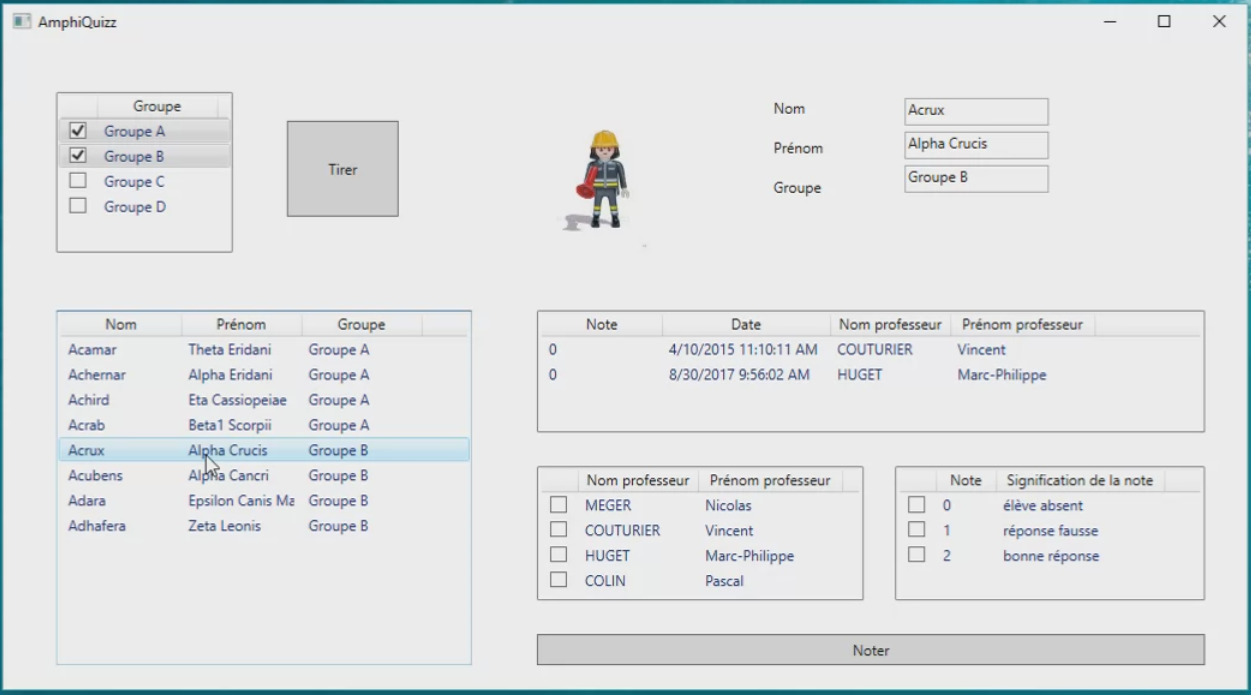 AmphiQuizz
Groupe
Groupe A
Groupe B
Groupe C
Groupe D
Tirer
Nom Acrux
Prénom Alpha Crucis
Groupe Groupe B
Nom Prénom Groupe
Acamar Theta Eridani Groupe A
Achernar Alpha Eridani Groupe A
Achird Eta Cassiopeiae Groupe A
Acrab Beta1 Scorpii Groupe A
Acrux Alpha Crucis Groupe B
Acubens Alpha Cancri Groupe B
Adara Epsilon Canis Ma Groupe B
Adhafera Zeta Leonis Groupe B
Note Date Nom professeur Prénom professeur
0 4/10/2015 11:10:11 AM COUTURIER Vincent
0 8/30/2017 9:56:02 AM HUGET Marc-Philippe
Nom professeur Prénom professeur
MEGER Nicolas
COUTURIER Vincent
HUGET Marc-Philippe
COLIN Pascal
Note Signification de la note
0 élève absent
1 réponse fausse
2 bonne réponse
Noter